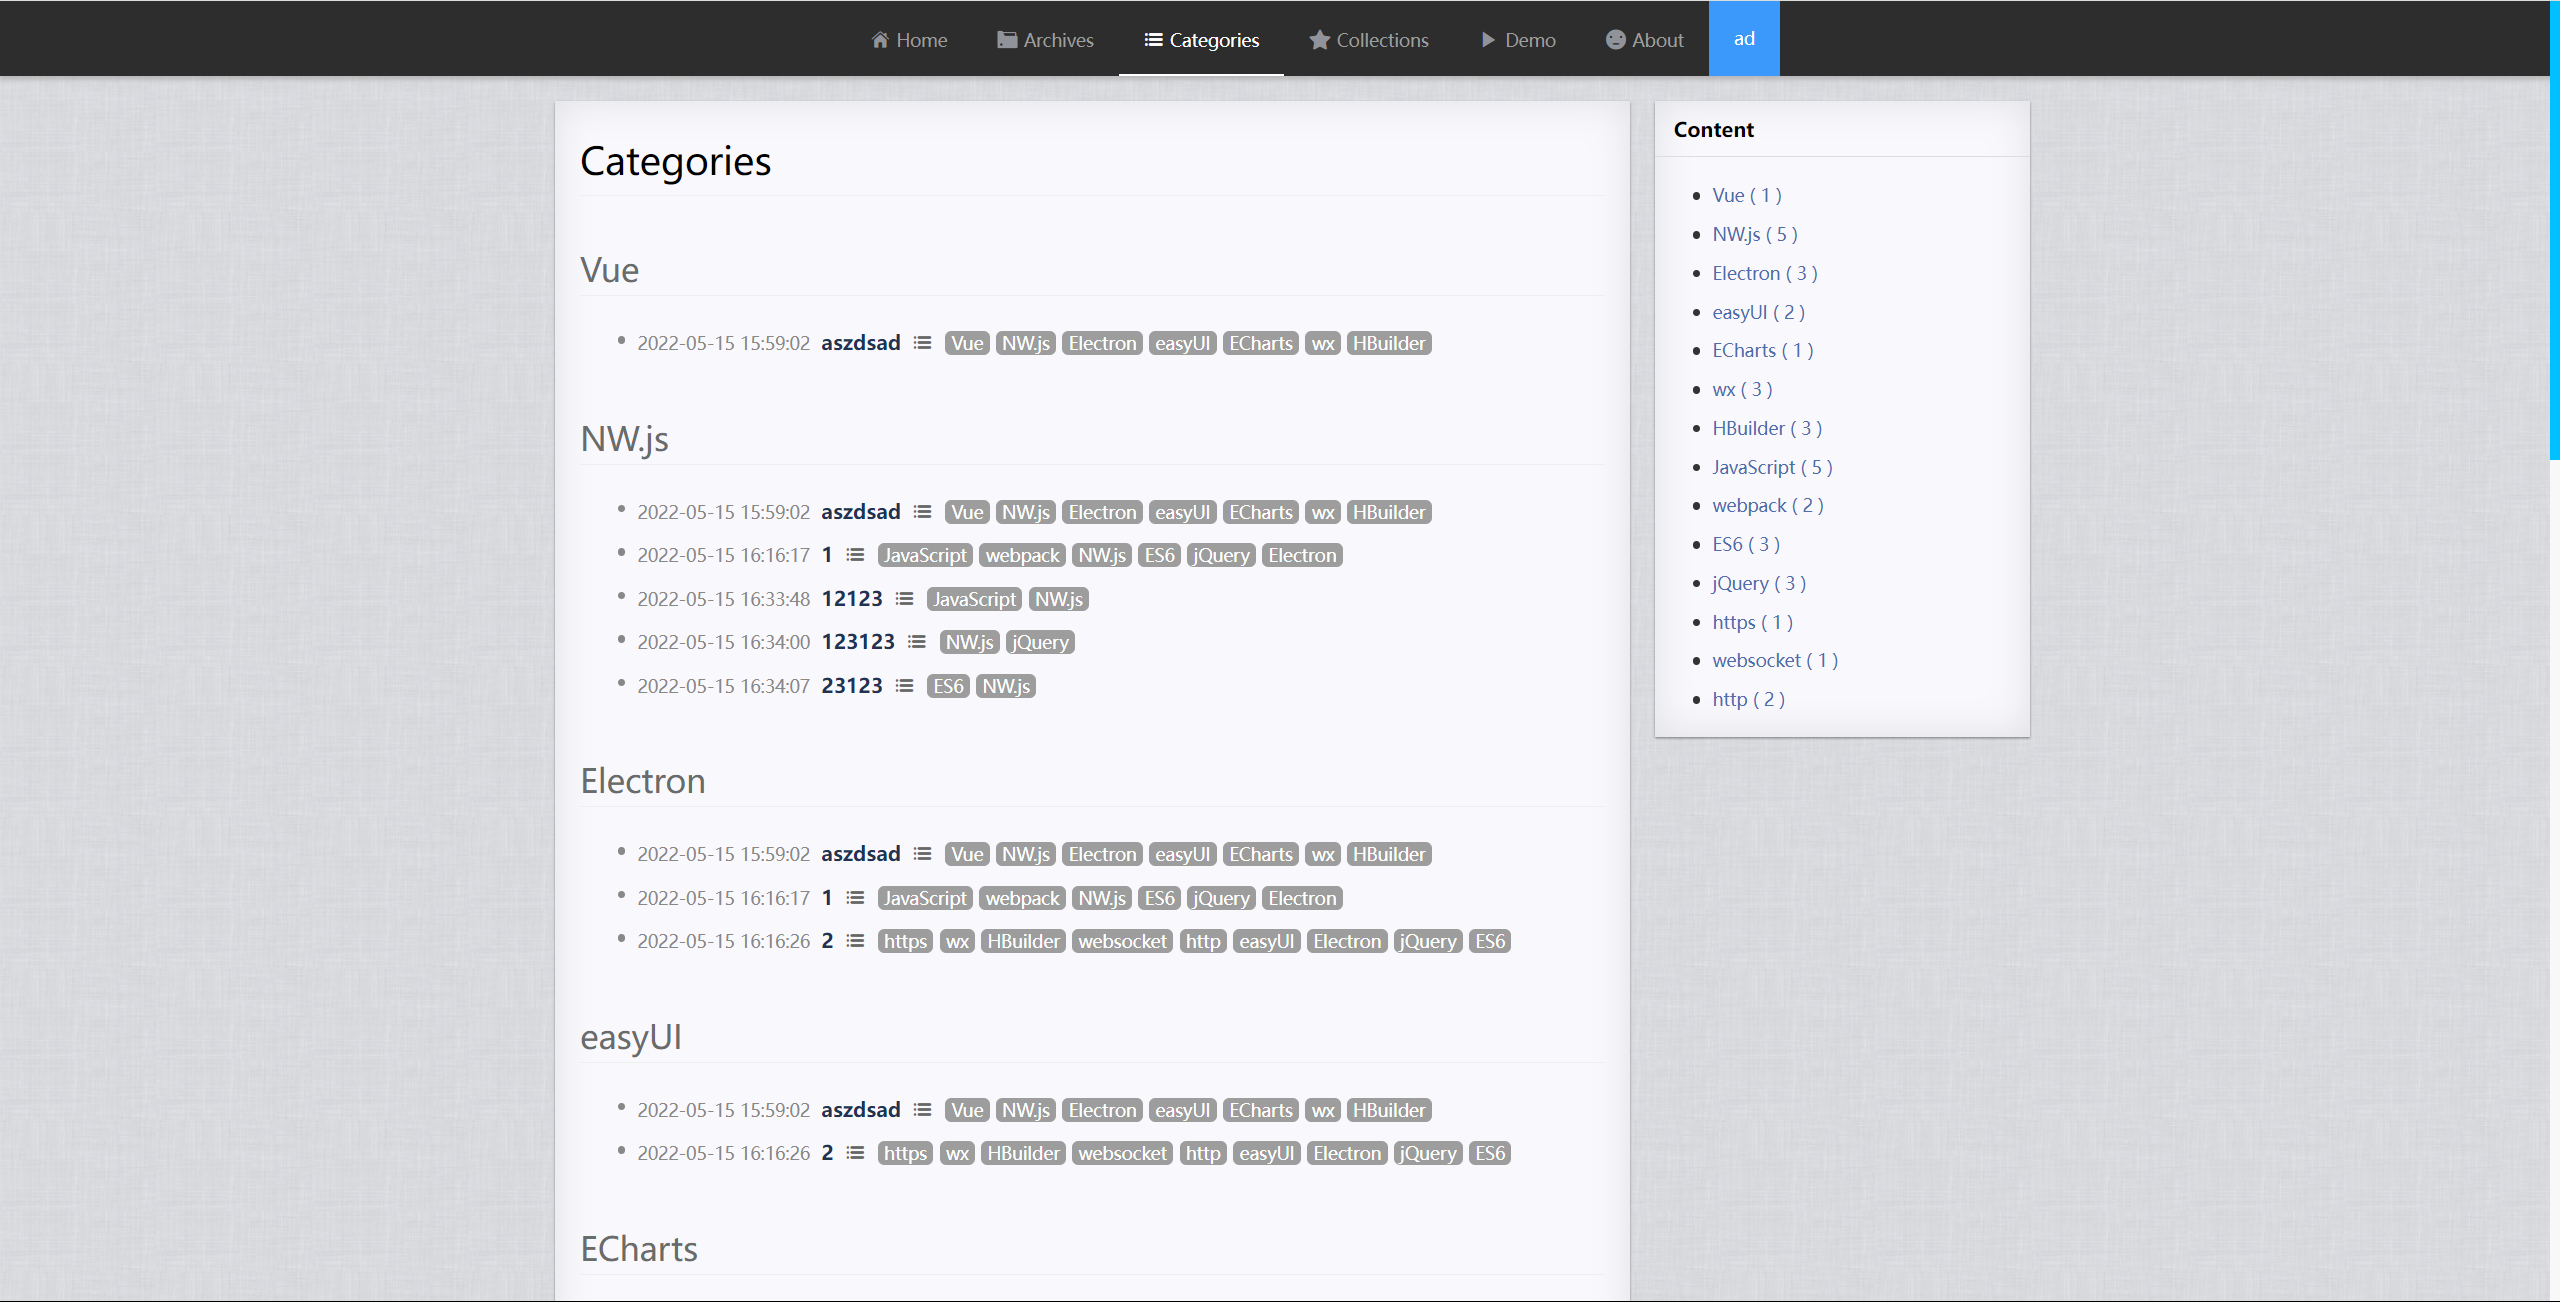 Home Archives Categories Collections Demo About ad
Categories
Vue
2022-05-15 15:59:02 aszdsad Vue NW.js Electron easyUI ECharts wx HBuilder
NW.js
2022-05-15 15:59:02 aszdsad Vue NW.js Electron easyUI ECharts wx HBuilder
2022-05-15 16:16:17 1 JavaScript webpack NW.js ES6 jQuery Electron
2022-05-15 16:33:48 12123 JavaScript NW.js
2022-05-15 16:34:00 123123 NW.js jQuery
2022-05-15 16:34:07 23123 ES6 NW.js
Electron
2022-05-15 15:59:02 aszdsad Vue NW.js Electron easyUI ECharts wx HBuilder
2022-05-15 16:16:17 1 JavaScript webpack NW.js ES6 jQuery Electron
2022-05-15 16:16:26 2 https wx HBuilder websocket http easyUI Electron jQuery ES6
easyUI
2022-05-15 15:59:02 aszdsad Vue NW.js Electron easyUI ECharts wx HBuilder
2022-05-15 16:16:26 2 https wx HBuilder websocket http easyUI Electron jQuery ES6
ECharts
Content
Vue ( 1 )
NW.js ( 5 )
Electron ( 3 )
easyUI ( 2 )
ECharts ( 1 )
wx ( 3 )
HBuilder ( 3 )
JavaScript ( 5 )
webpack ( 2 )
ES6 ( 3 )
jQuery ( 3 )
https ( 1 )
websocket ( 1 )
http ( 2 )